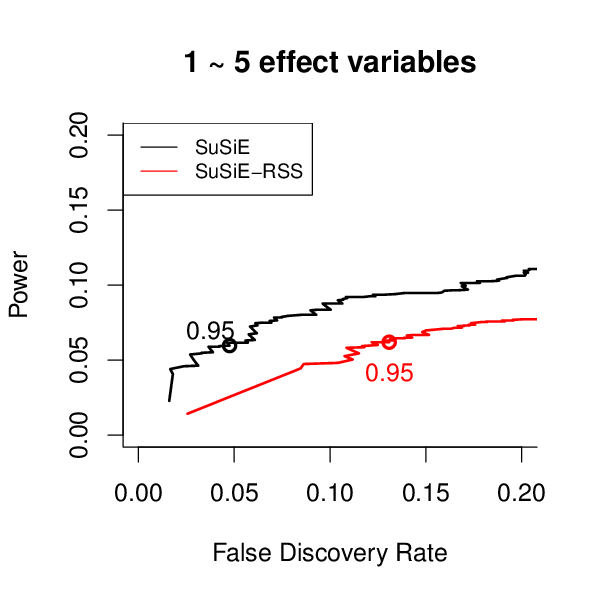 1 ~ 5 effect variables
SuSiE
SuSiE−RSS
Power
0.20
0.15
0.10
0.05
0.00
0.95
0.95
0.00 0.05 0.10 0.15 0.20
False Discovery Rate